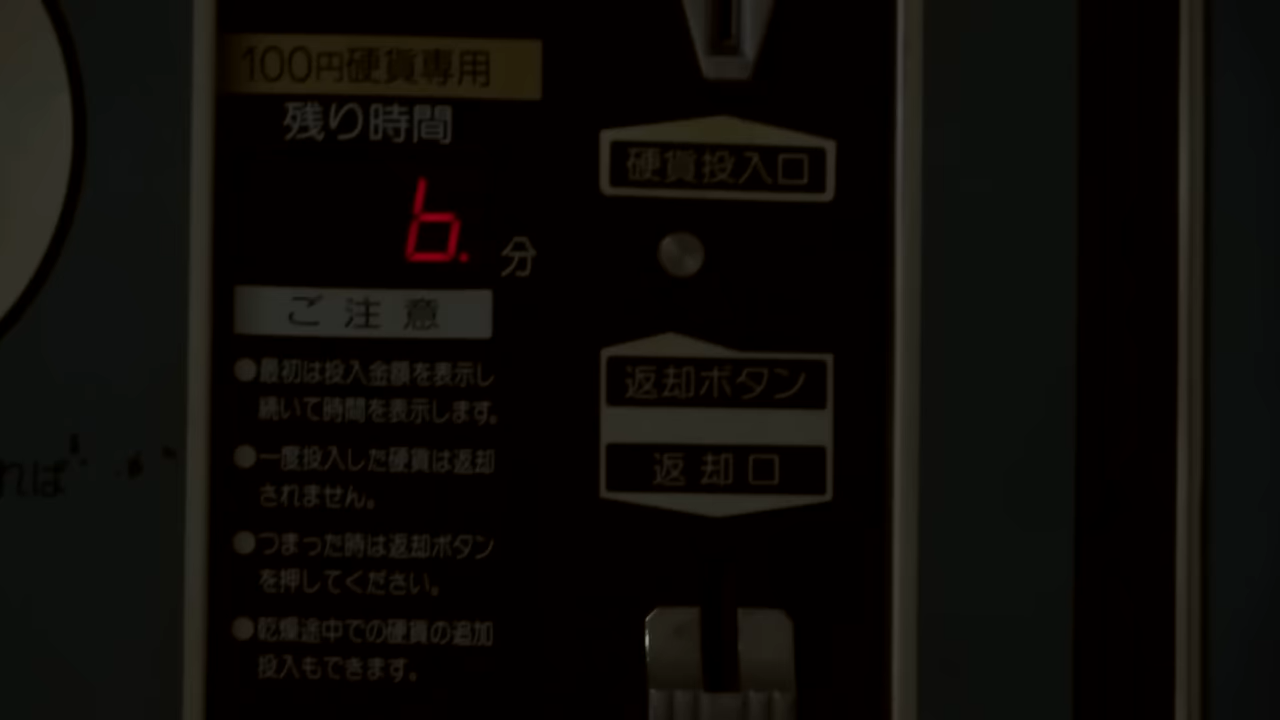 100円硬貨専用
残り時間
6.
分
ご注意
●最初は投入金額を表示し
続いて時間を表示します。
●一度投入した硬貨は返却
されません。
●つまった時は返却ボタン
を押してください。
●乾燥途中での硬貨の追加
投入もできます。
硬貨投入口
返却ボタン
返却口
れば